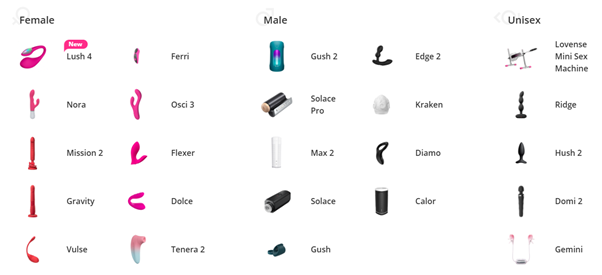 Female
New
Lush 4
Ferri
Nora
Osci 3
Mission 2
Flexer
Gravity
Dolce
Vulse
Tenera 2
Male
Gush 2
Edge 2
Solace
Pro
Kraken
Max 2
Diamo
Solace
Calor
Gush
Unisex
Lovense
Mini Sex
Machine
Ridge
Hush 2
Domi 2
Gemini